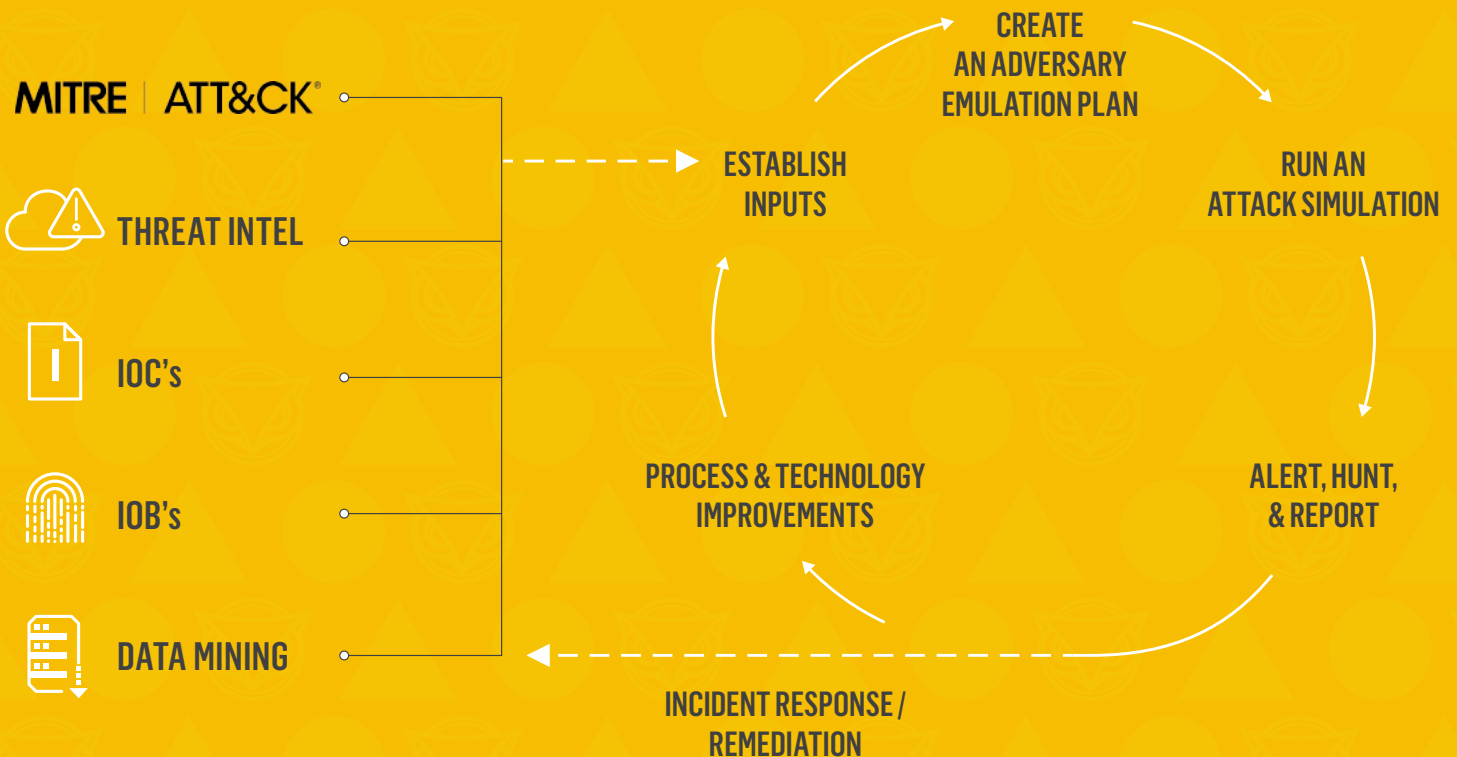 MITRE | ATT&CK®
THREAT INTEL
IOC's
IOB's
DATA MINING
CREATE
AN ADVERSARY
EMULATION PLAN
ESTABLISH
INPUTS
RUN AN
ATTACK SIMULATION
PROCESS & TECHNOLOGY
IMPROVEMENTS
ALERT, HUNT,
& REPORT
INCIDENT RESPONSE /
REMEDIATION